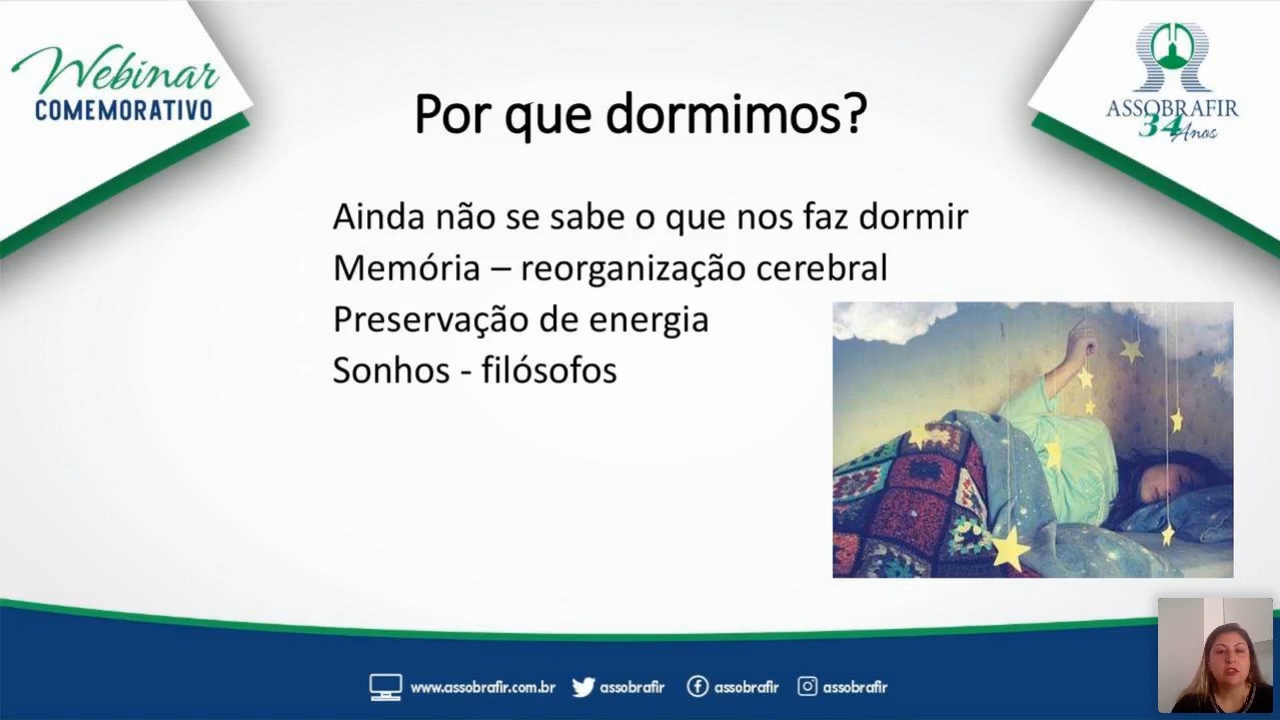 Webinar
COMEMORATIVO
ASSOBRAFIR
34 Anos
Por que dormimos?
Ainda não se sabe o que nos faz dormir
Memória – reorganização cerebral
Preservação de energia
Sonhos - filósofos
www.assobrafir.com.br assobrafir assobrafir assobrafir